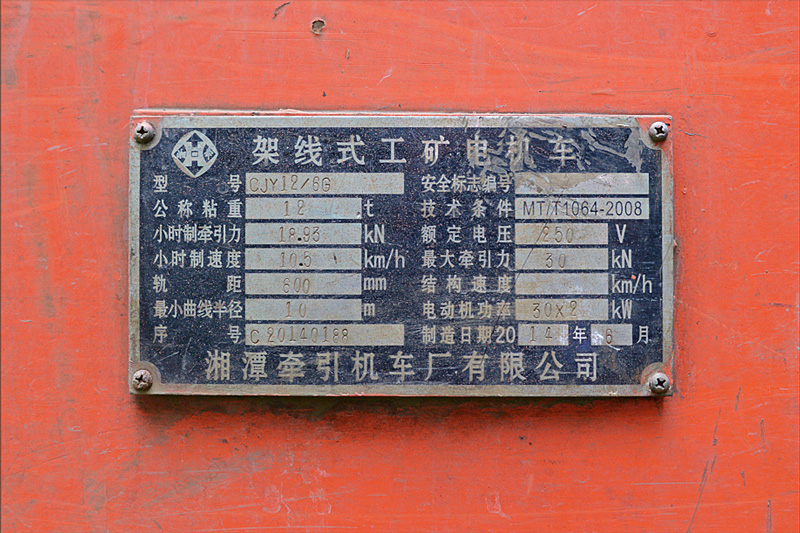 架线式工矿电机车
型号 CJY12/6G 安全标志编号
公称粘重 12 t 技术条件 MT/T1064-2008
小时制牵引力 18.93 kN 额定电压 250 V
小时制速度 10.5 km/h 最大牵引力 30 kN
轨距 600 mm 结构速度 km/h
最小曲线半径 10 m 电动机功率 30X2 kW
序号 C20140188 制造日期20 14 年 6 月
湘潭牵引机车厂有限公司